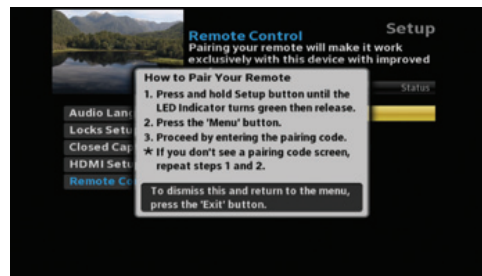 Setup
Remote Control
Pairing your remote will make it work
exclusively with this device with improved
Status
How to Pair Your Remote
1. Press and hold Setup button until the
LED Indicator turns green then release.
2. Press the 'Menu' button.
3. Proceed by entering the pairing code.
* If you don't see a pairing code screen,
repeat steps 1 and 2.
To dismiss this and return to the menu,
press the 'Exit' button.
Audio Lang
Locks Setu
Closed Cap
HDMI Setu
Remote Co